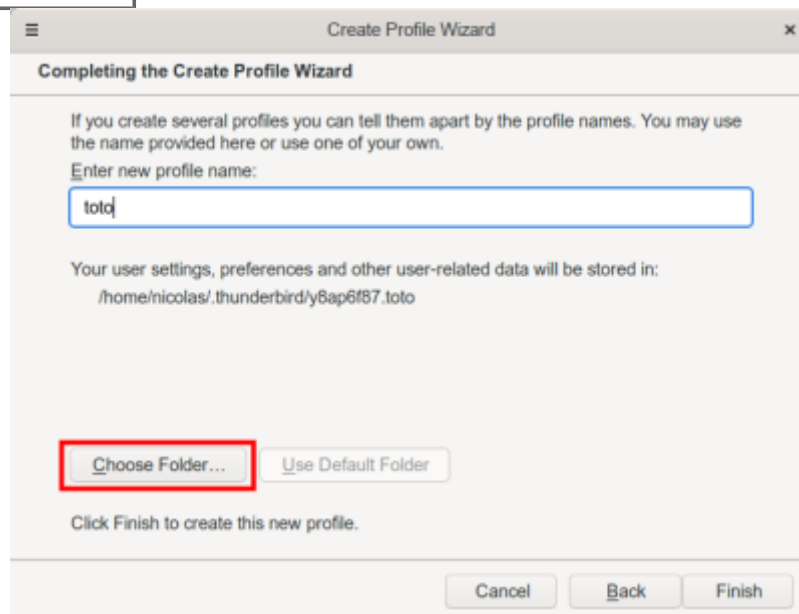 Create Profile Wizard
Completing the Create Profile Wizard
If you create several profiles you can tell them apart by the profile names. You may use
the name provided here or use one of your own.
Enter new profile name:
toto
Your user settings, preferences and other user-related data will be stored in:
/home/nicolas/.thunderbird/y8ap6f87.toto
Choose Folder...
Use Default Folder
Click Finish to create this new profile.
Cancel
Back
Finish